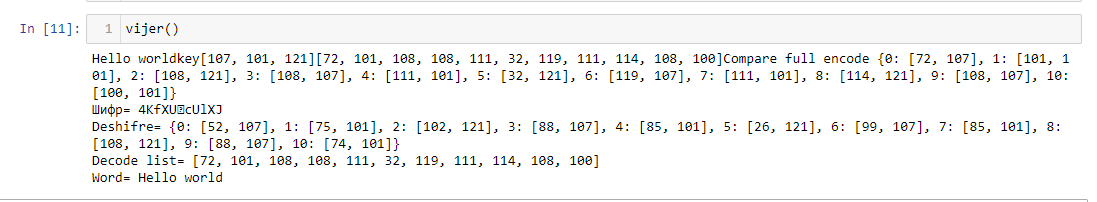 In [11]:
1 vijer()
Hello worldkey[107, 101, 121][72, 101, 108, 108, 111, 32, 119, 111, 114, 108, 100]Compare full encode {0: [72, 107], 1: [101, 1
01], 2: [108, 121], 3: [108, 107], 4: [111, 101], 5: [32, 121], 6: [119, 107], 7: [111, 101], 8: [114, 121], 9: [108, 107], 10:
[100, 101]}
Шифр= 4KfXU�cUlXJ
Deshifre= {0: [52, 107], 1: [75, 101], 2: [102, 121], 3: [88, 107], 4: [85, 101], 5: [26, 121], 6: [99, 107], 7: [85, 101], 8:
[108, 121], 9: [88, 107], 10: [74, 101]}
Decode list= [72, 101, 108, 108, 111, 32, 119, 111, 114, 108, 100]
Word= Hello world